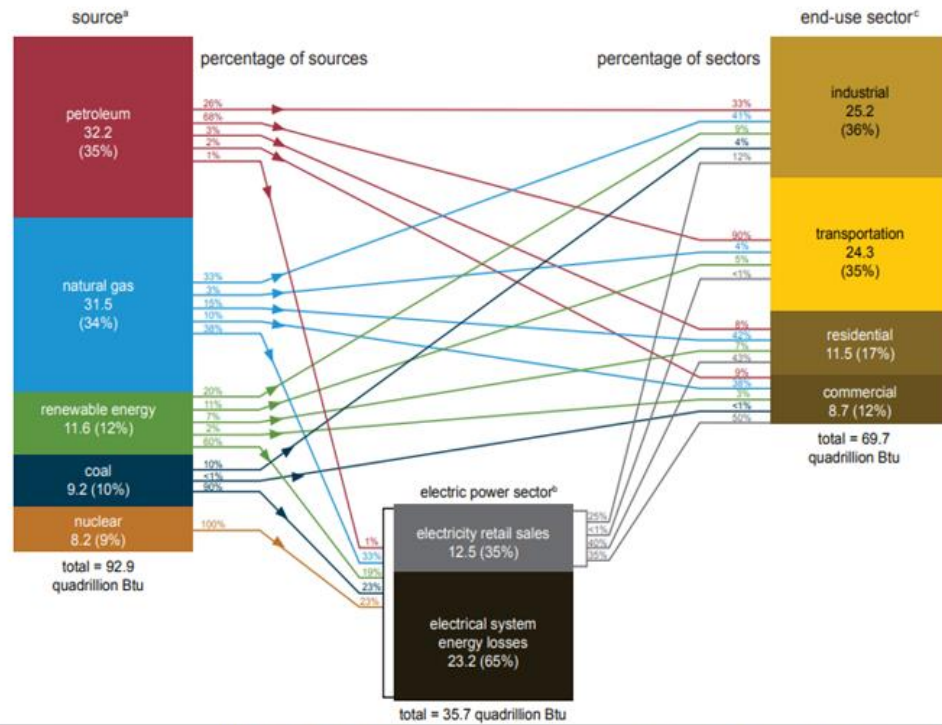 sourceᵃ
end-use sectorᶜ
percentage of sources
percentage of sectors
petroleum
32.2
(35%)
26%
68%
3%
2%
1%
natural gas
31.5
(34%)
33%
3%
15%
10%
38%
renewable energy
11.6 (12%)
20%
11%
7%
2%
60%
coal
9.2 (10%)
10%
<1%
90%
nuclear
8.2 (9%)
100%
total = 92.9
quadrillion Btu
electric power sectorᵇ
1%
33%
19%
23%
23%
electricity retail sales
12.5 (35%)
25%
<1%
40%
35%
electrical system
energy losses
23.2 (65%)
total = 35.7 quadrillion Btu
33%
41%
9%
4%
12%
industrial
25.2
(36%)
90%
4%
5%
<1%
transportation
24.3
(35%)
8%
42%
7%
43%
residential
11.5 (17%)
9%
38%
3%
<1%
50%
commercial
8.7 (12%)
total = 69.7
quadrillion Btu